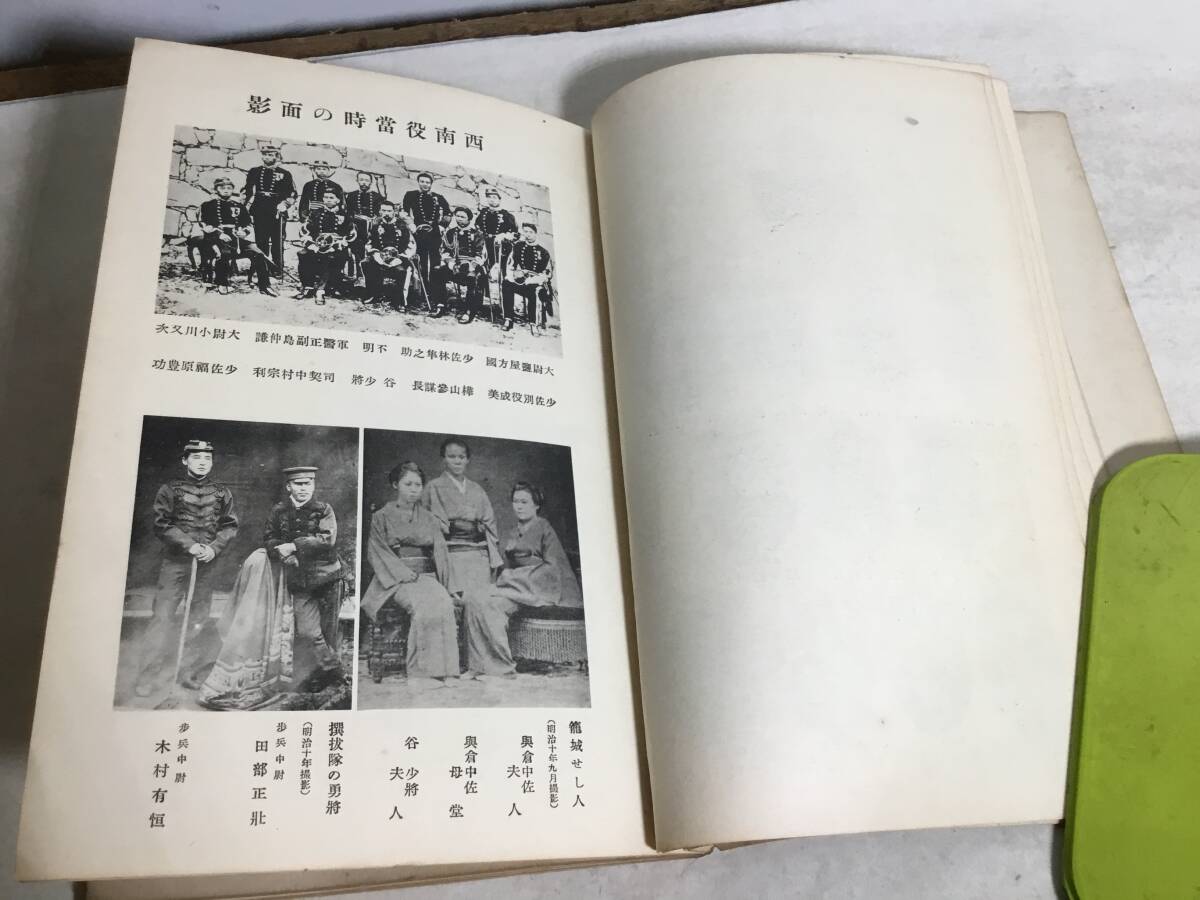 西南役當時の面影
大尉鹽屋方國 少佐林隼之助 不明 軍醫正副島仲謙 大尉小川又次
少佐別役成美 樺山參謀長 谷少將 司契中村宗利 少佐福原豊功
籠城せし人
(明治十年九月撮影)
與倉中佐夫人
與倉中佐母堂
谷少將夫人
撰拔隊の勇將
(明治十年撮影)
步兵中尉 田部正壯
步兵中尉 木村有恒